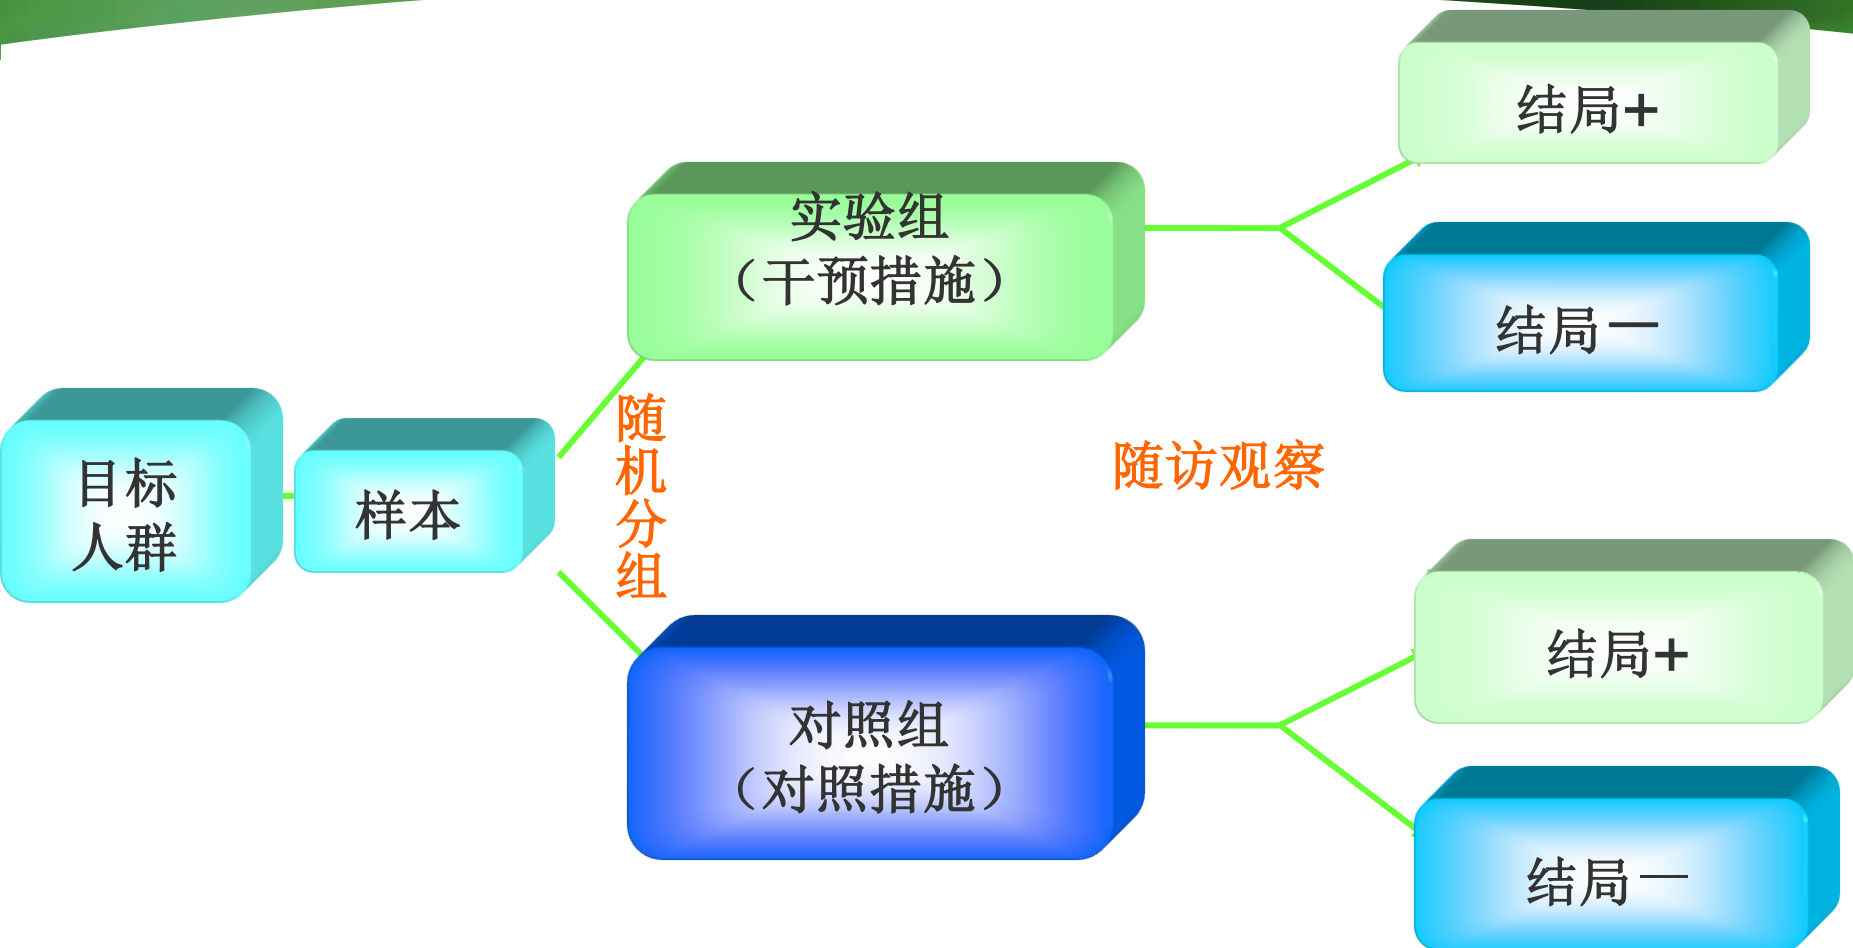 目标
人群
样本
随
机
分
组
实验组
（干预措施）
对照组
（对照措施）
随访观察
结局+
结局一
结局+
结局一